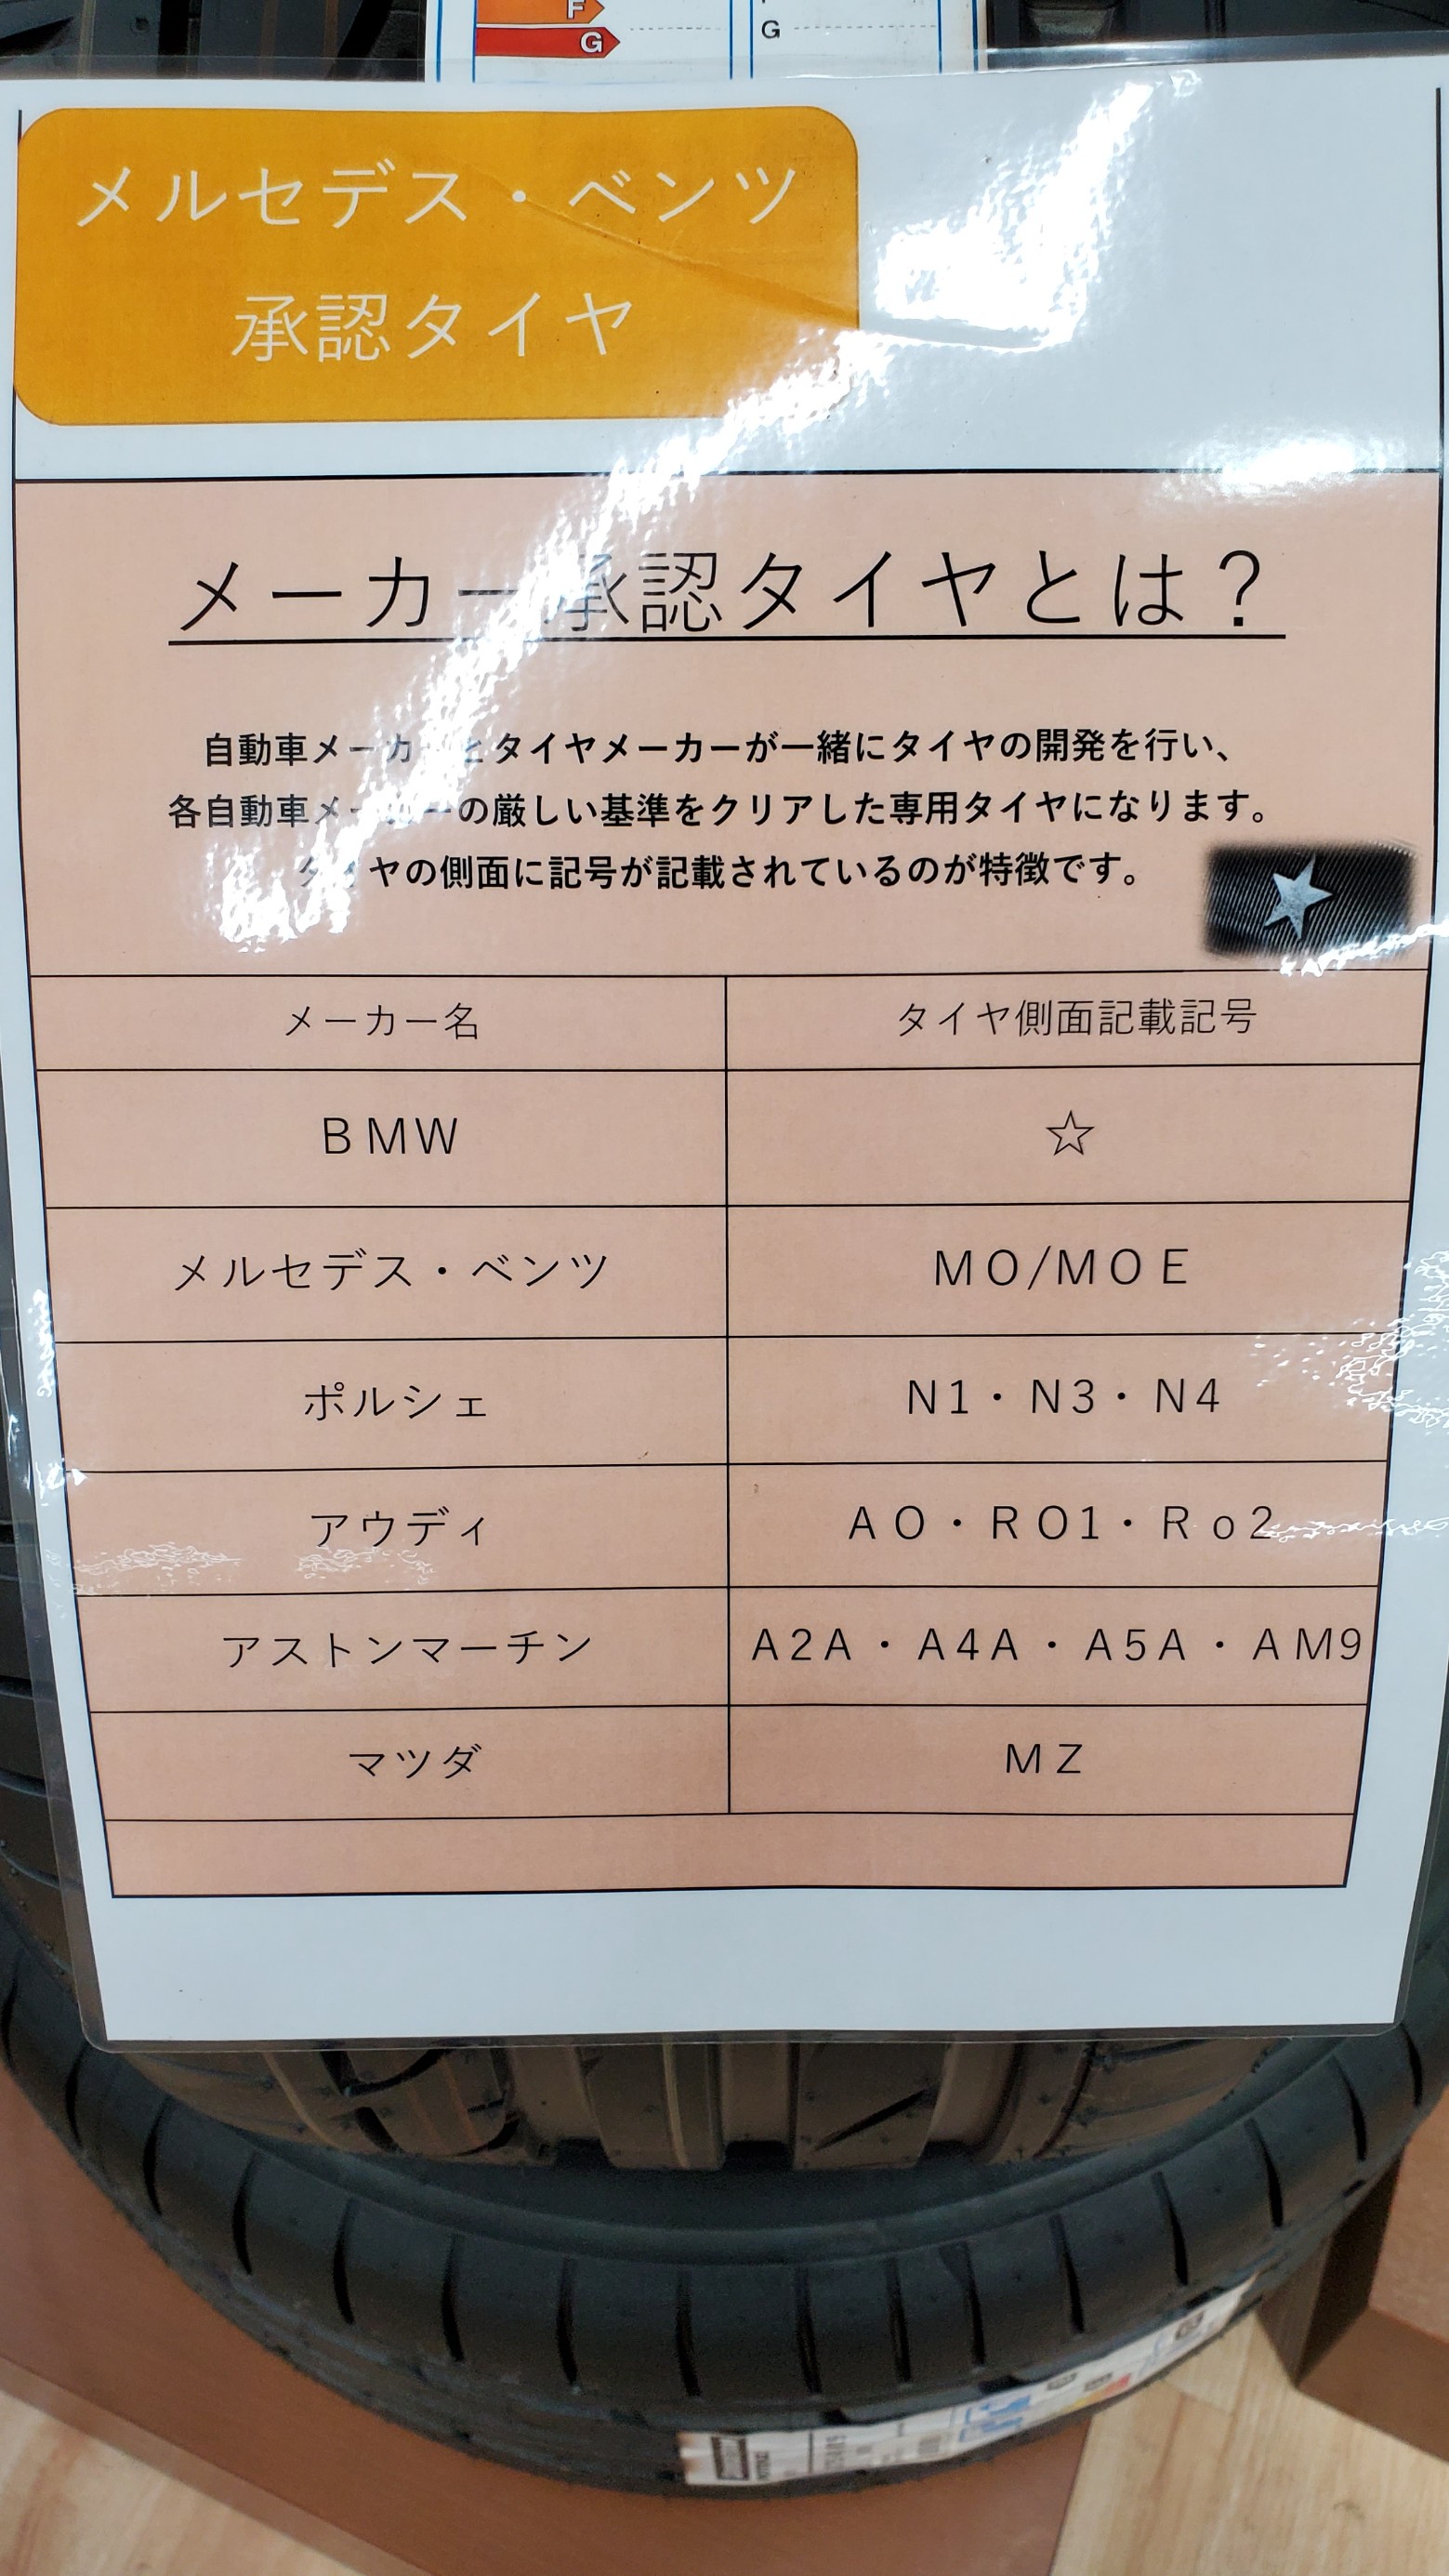 F
G
G
メルセデス・ベンツ
承認タイヤ
メーカー承認タイヤとは？
自動車メーカーとタイヤメーカーが一緒にタイヤの開発を行い、
各自動車メーカーの厳しい基準をクリアした専用タイヤになります。
タイヤの側面に記号が記載されているのが特徴です。
メーカー名 タイヤ側面記載記号
ＢＭＷ ☆
メルセデス・ベンツ ＭＯ/ＭＯＥ
ポルシェ Ｎ1・Ｎ3・Ｎ4
アウディ ＡＯ・ＲＯ1・Ｒｏ2
アストンマーチン Ａ2Ａ・Ａ4Ａ・Ａ5Ａ・ＡＭ9
マツダ ＭＺ